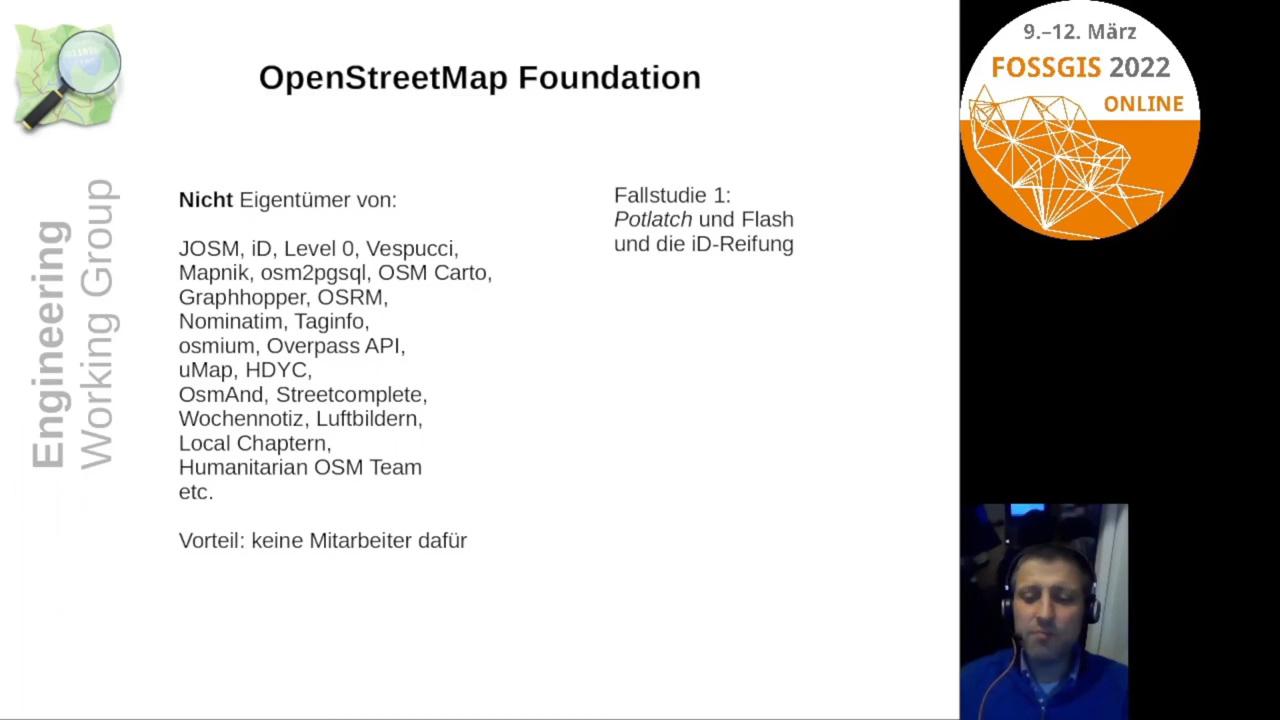 OpenStreetMap Foundation
Engineering
Working Group
Nicht Eigentümer von:
JOSM, iD, Level 0, Vespucci,
Mapnik, osm2pgsql, OSM Carto,
Graphhopper, OSRM,
Nominatim, Taginfo,
osmium, Overpass API,
uMap, HDYC,
OsmAnd, Streetcomplete,
Wochennotiz, Luftbildern,
Local Chaptern,
Humanitarian OSM Team
etc.
Vorteil: keine Mitarbeiter dafür
Fallstudie 1:
Potlatch und Flash
und die iD-Reifung
9.–12. März
FOSSGIS 2022
ONLINE